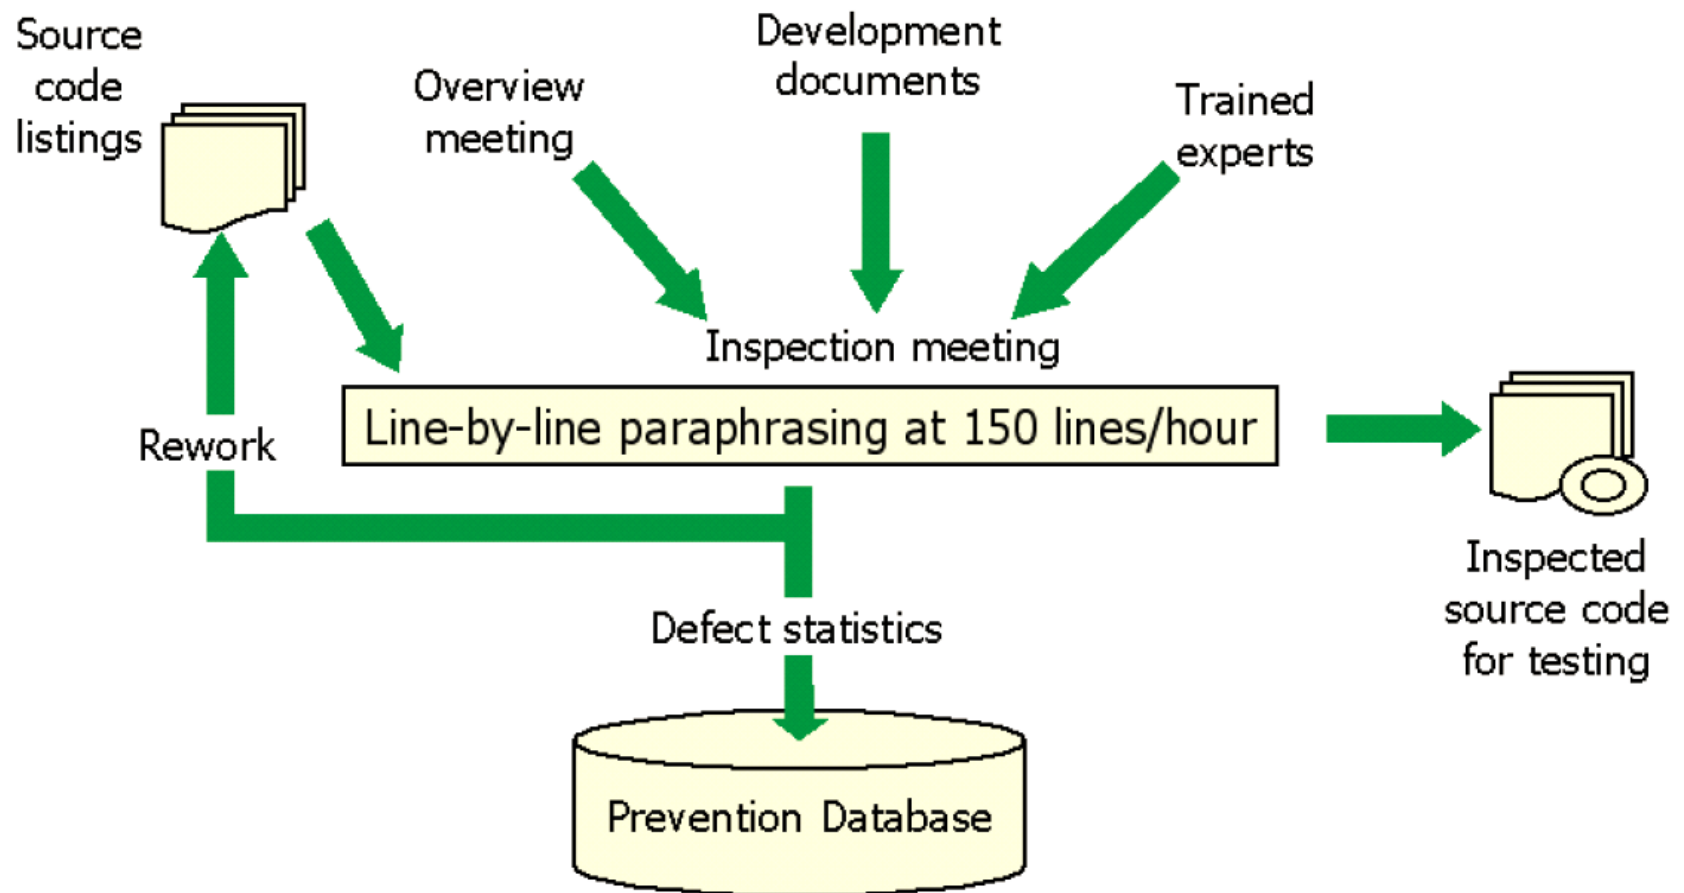 Source
code
listings
Overview
meeting
Development
documents
Trained
experts
Inspection meeting
Line-by-line paraphrasing at 150 lines/hour
Rework
Inspected
source code
for testing
Defect statistics
Prevention Database